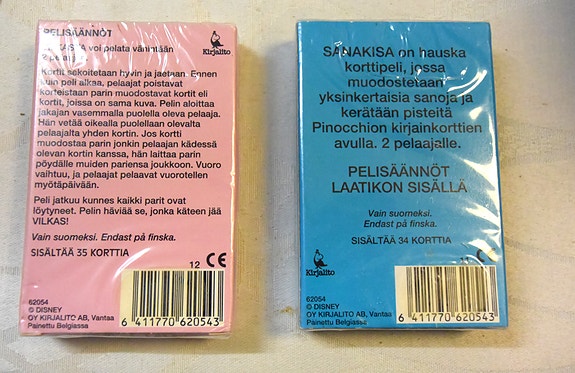 PELISÄÄNNÖT
voi pelata vähintään
2 pelaajaa.
Kirjalito
Kortit sekoitetaan hyvin ja jaetaan. Ennen
kuin peli alkaa, pelaajat poistavat
korteistaan parin muodostavat kortit eli
kortit, joissa on sama kuva. Pelin aloittaa
jakajan vasemmalla puolella oleva pelaaja.
Hän vetää oikealla puolellaan olevalta
pelaajalta yhden kortin. Jos kortti
muodostaa parin jonkin pelaajan kädessä
olevan kortin kanssa, hän laittaa parin
pöydälle muiden pariensa joukkoon. Vuoro
vaihtuu, ja pelaajat pelaavat vuorotellen
myötäpäivään.
Peli jatkuu kunnes kaikki parit ovat
löytyneet. Pelin häviää se, jonka käteen jää
VILKAS!
Vain suomeksi. Endast på finska.
SISÄLTÄÄ 35 KORTTIA
12 CE
62054
© DISNEY
OY KIRJALITO AB, Vantaa
Painettu Belgiassa
6 411770 620543
SANAKISA on hauska
korttipeli, jossa
muodostetaan
yksinkertaisia sanoja ja
kerätään pisteitä
Pinocchion kirjainkorttien
avulla. 2 pelaajalle.
PELISÄÄNNÖT
LAATIKON SISÄLLÄ
Vain suomeksi.
Endast på finska.
SISÄLTÄÄ 34 KORTTIA
CE
Kirjalito
62054
© DISNEY
OY KIRJALITO AB, Vantaa
Painettu Belgiassa
6 411770 620543